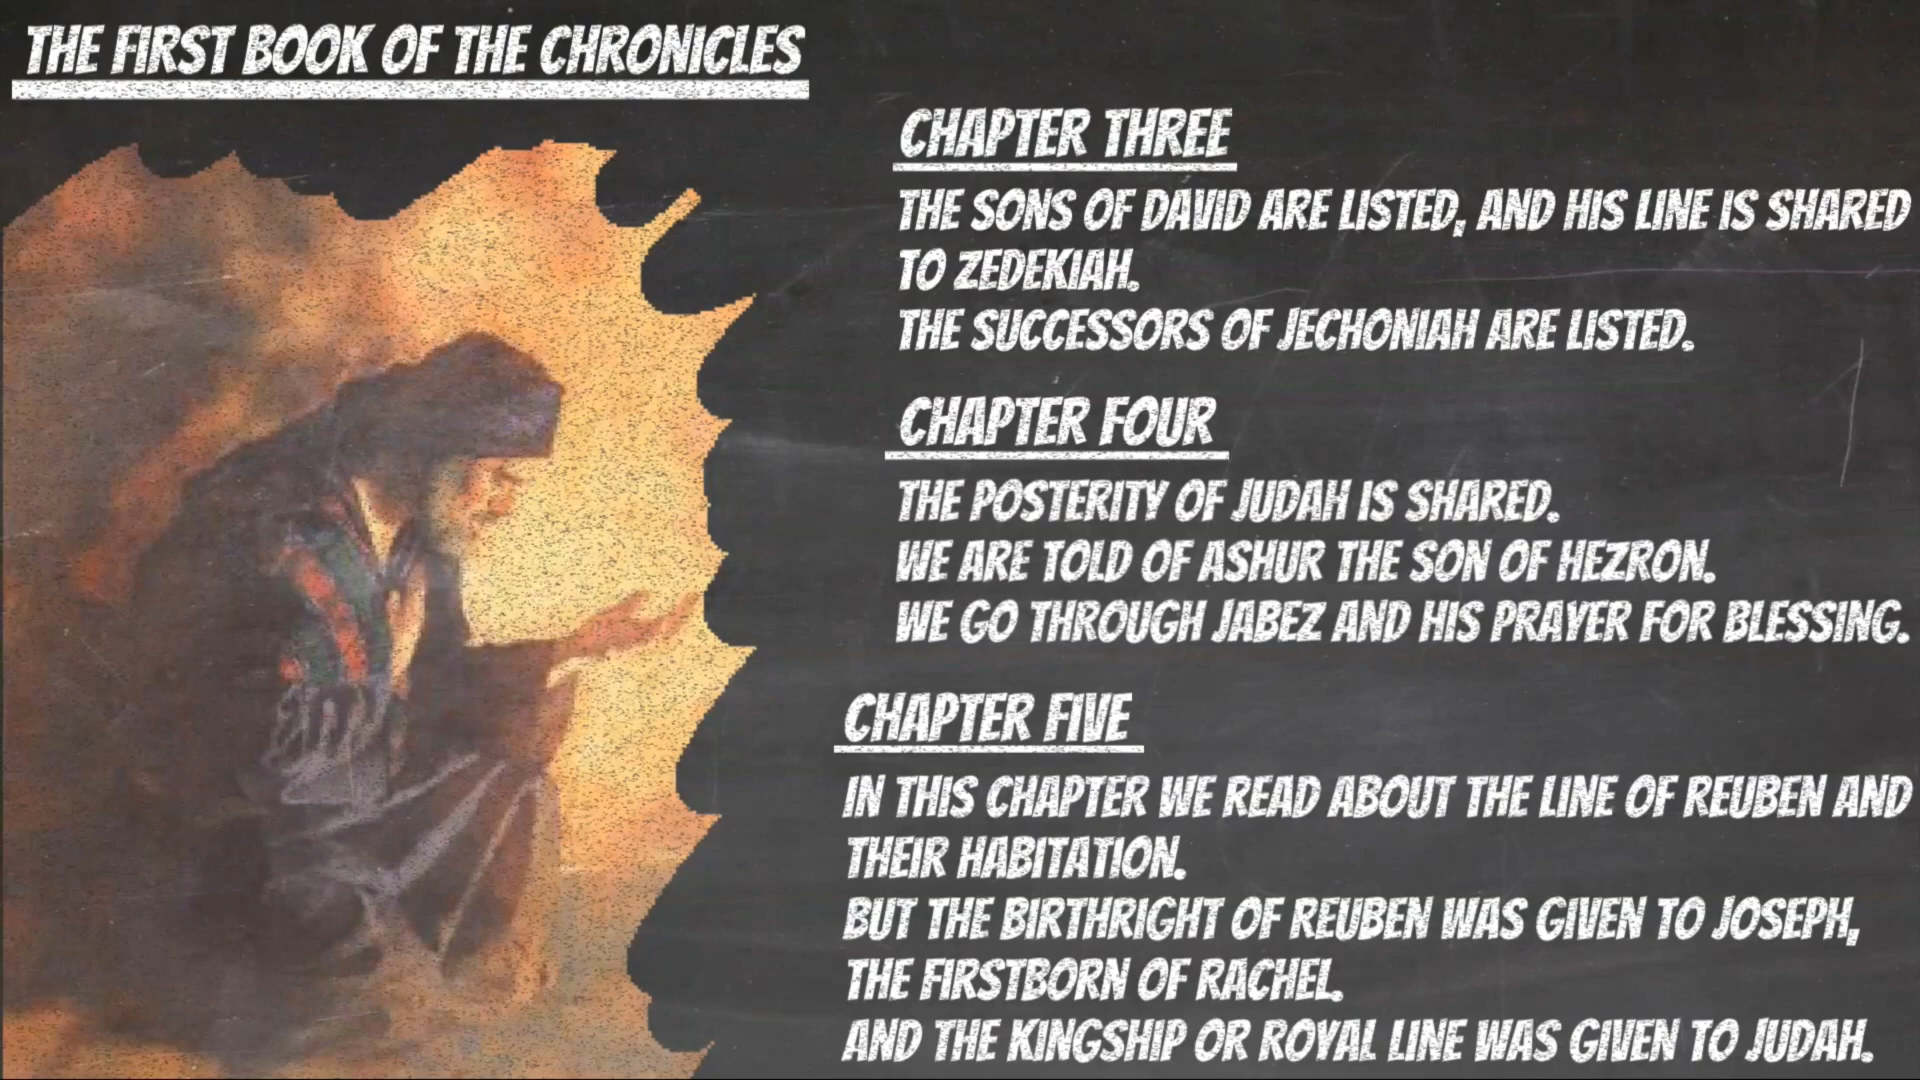 THE FIRST BOOK OF THE CHRONICLES
CHAPTER THREE
THE SONS OF DAVID ARE LISTED, AND HIS LINE IS SHARED
TO ZEDEKIAH.
THE SUCCESSORS OF JECHONIAH ARE LISTED.
CHAPTER FOUR
THE POSTERITY OF JUDAH IS SHARED.
WE ARE TOLD OF ASHUR THE SON OF HEZRON.
WE GO THROUGH JABEZ AND HIS PRAYER FOR BLESSING.
CHAPTER FIVE
IN THIS CHAPTER WE READ ABOUT THE LINE OF REUBEN AND
THEIR HABITATION.
BUT THE BIRTHRIGHT OF REUBEN WAS GIVEN TO JOSEPH,
THE FIRSTBORN OF RACHEL.
AND THE KINGSHIP OR ROYAL LINE WAS GIVEN TO JUDAH.